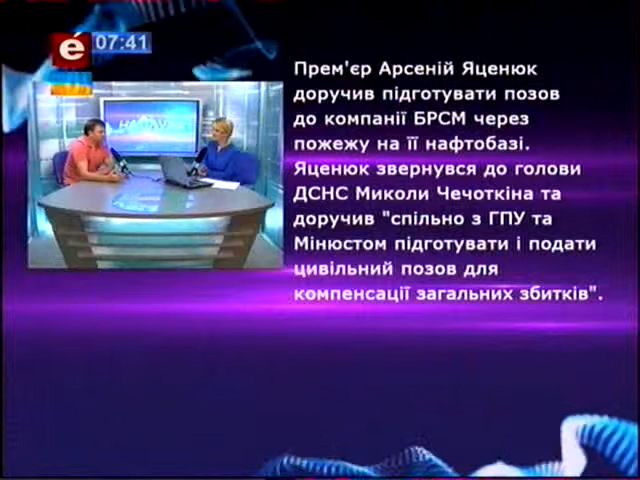 é
07:41
Прем'єр Арсеній Яценюк
доручив підготувати позов
до компанії БРСМ через
пожежу на її нафтобазі.
Яценюк звернувся до голови
ДСНС Миколи Чечоткіна та
доручив "спільно з ГПУ та
Мінюстом підготувати і подати
цивільний позов для
компенсації загальних збитків".